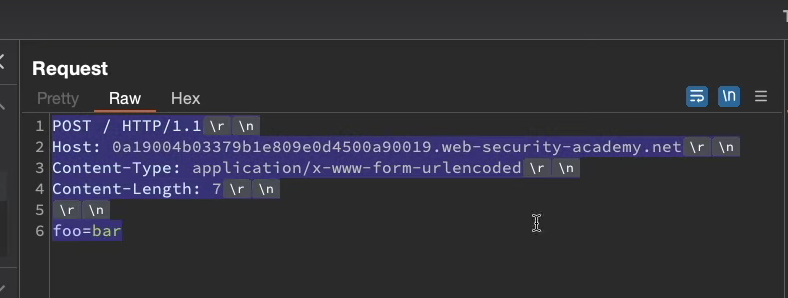 Request
Pretty Raw Hex
\n
1 POST / HTTP/1.1 \r \n
2 Host: 0a19004b03379b1e809e0d4500a90019.web-security-academy.net \r \n
3 Content-Type: application/x-www-form-urlencoded \r \n
4 Content-Length: 7 \r \n
5 \r \n
6 foo=bar